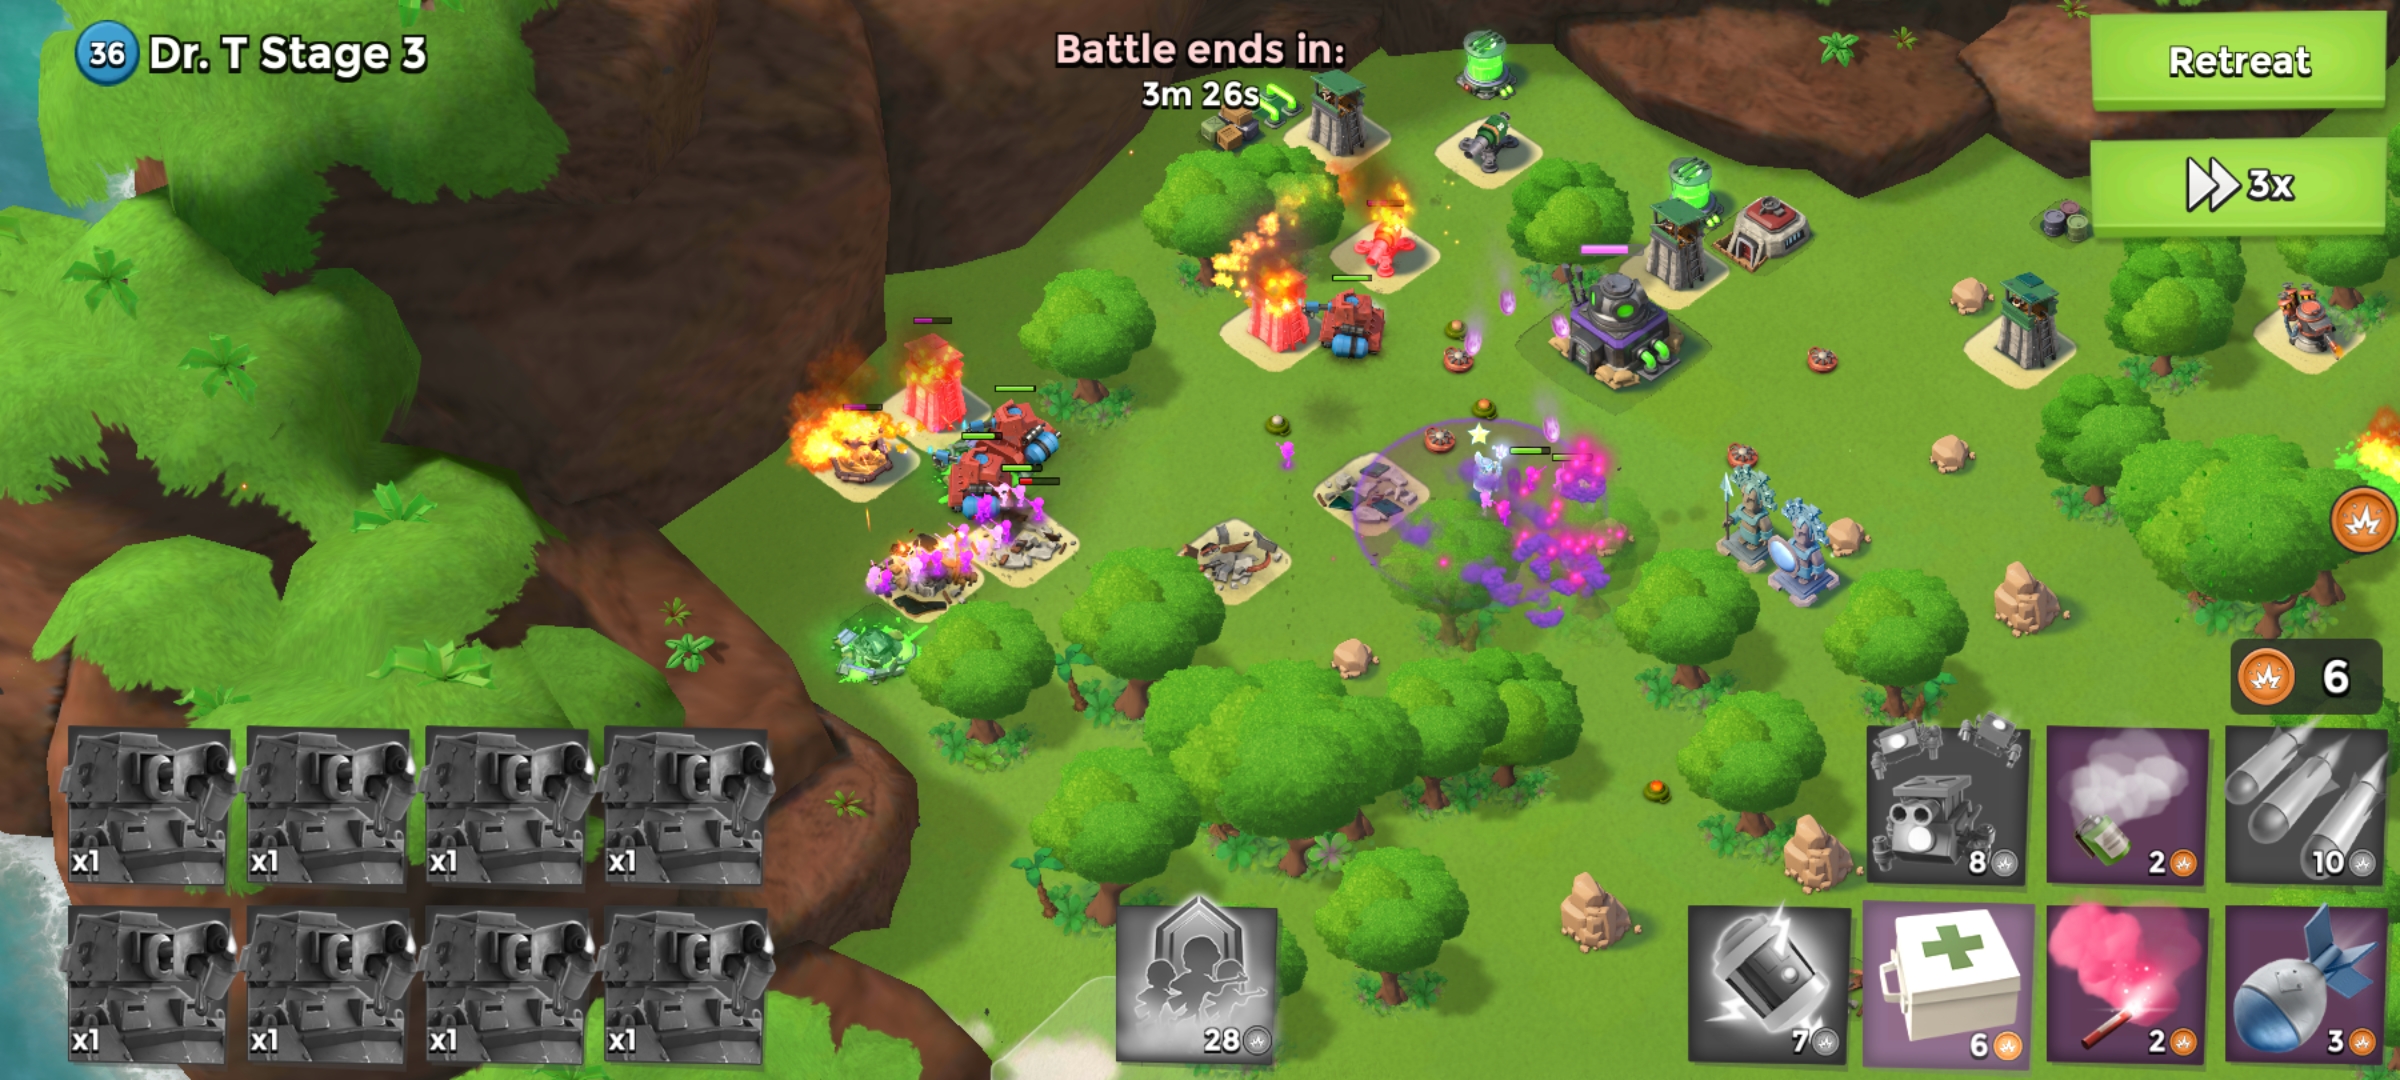 36 Dr. T Stage 3
Battle ends in:
3m 26s
Retreat
3x
6
8
2
10
x1
x1
x1
x1
x1
x1
x1
x1
28
7
6
2
3